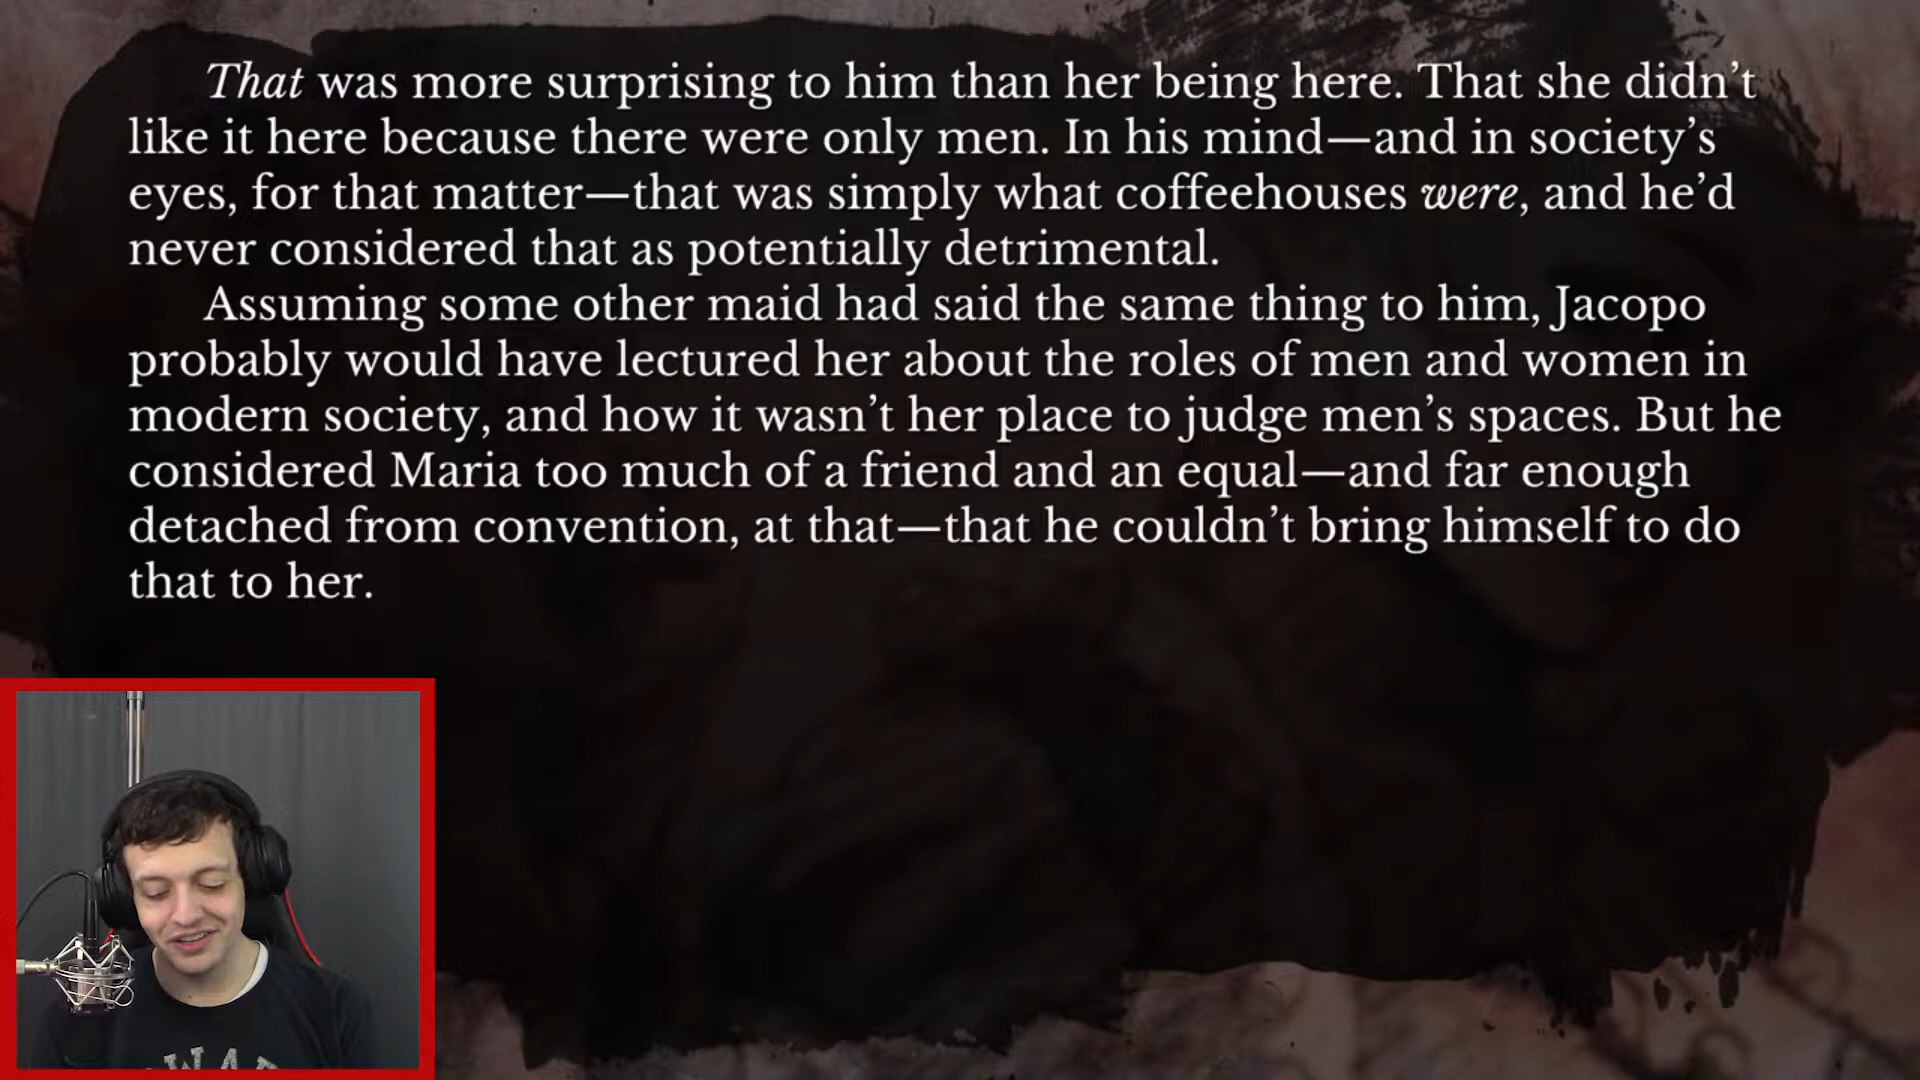 That was more surprising to him than her being here. That she didn’t
like it here because there were only men. In his mind—and in society’s
eyes, for that matter—that was simply what coffeehouses were, and he’d
never considered that as potentially detrimental.
Assuming some other maid had said the same thing to him, Jacopo
probably would have lectured her about the roles of men and women in
modern society, and how it wasn’t her place to judge men’s spaces. But he
considered Maria too much of a friend and an equal—and far enough
detached from convention, at that—that he couldn’t bring himself to do
that to her.